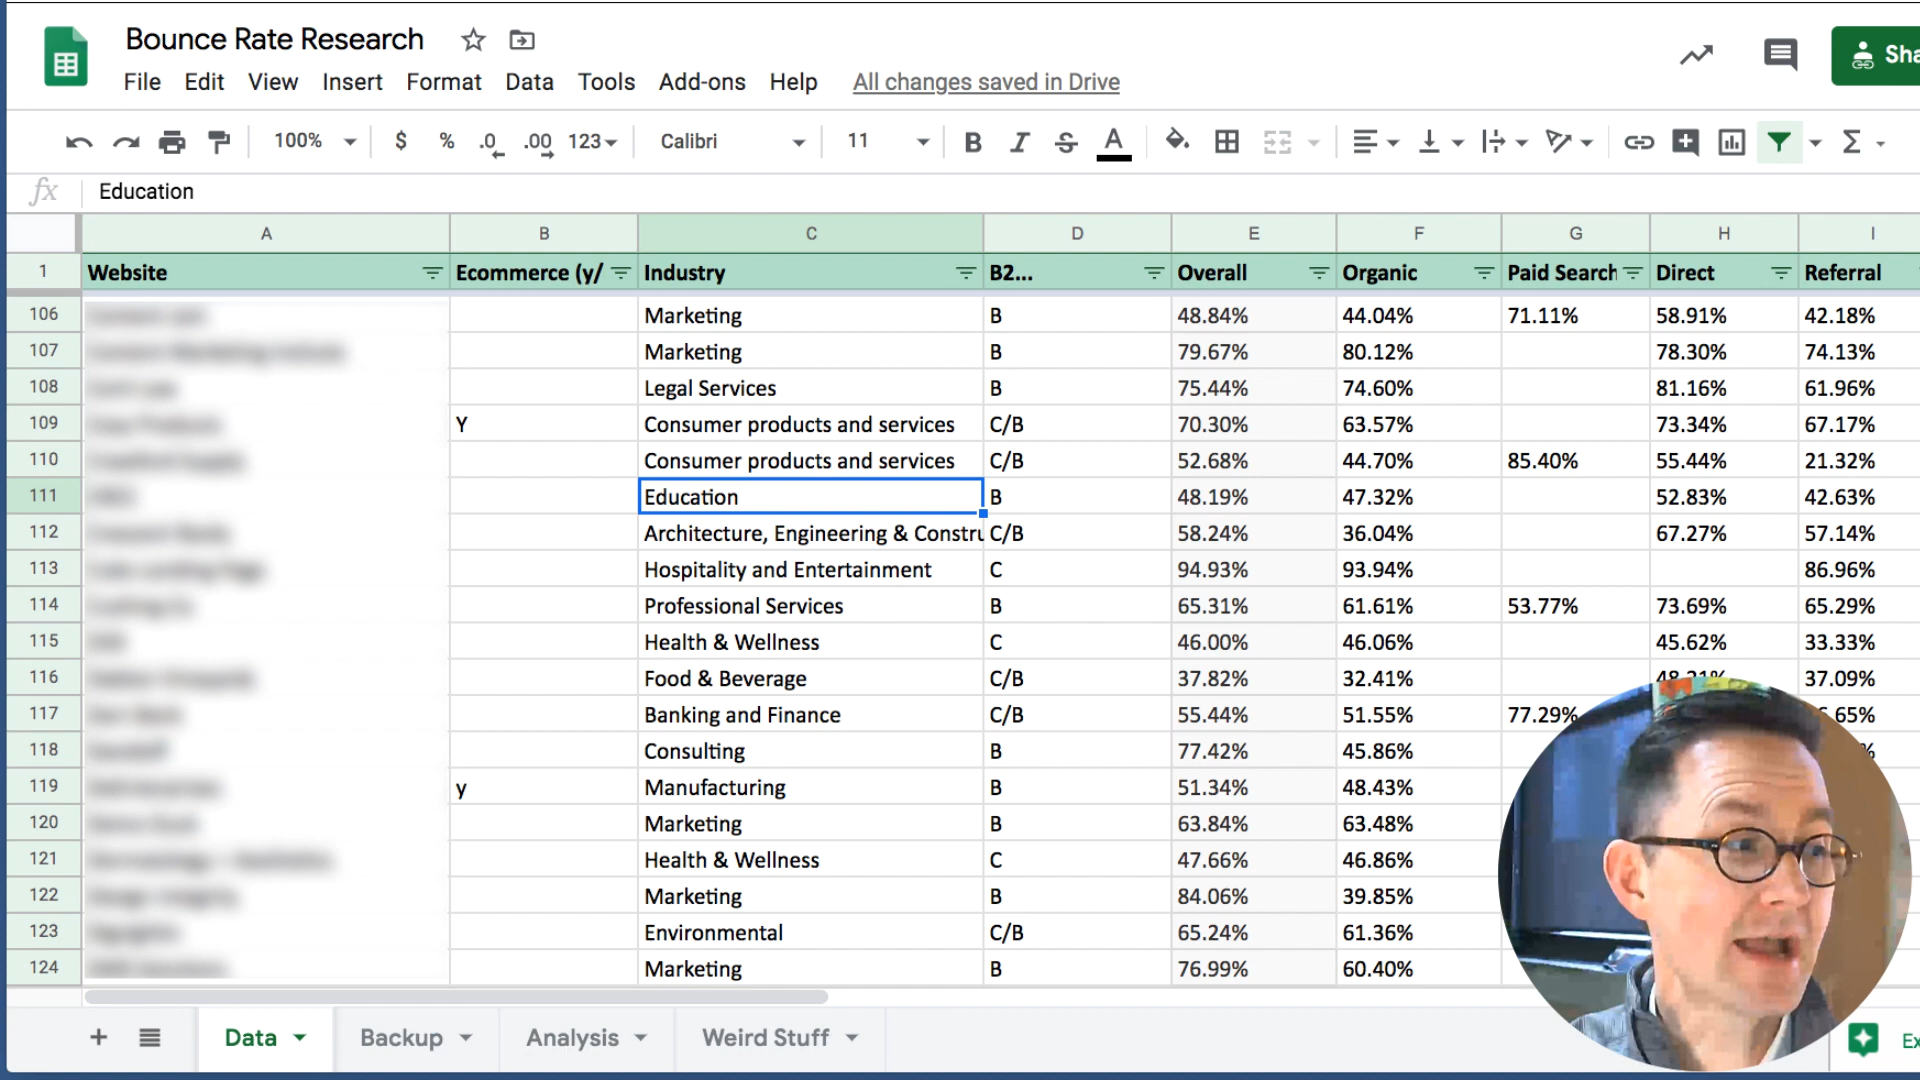 Bounce Rate Research
File Edit View Insert Format Data Tools Add-ons Help All changes saved in Drive
Sha
100% $ % .0 .00 123 Calibri 11 B I S A Σ
fx Education
A B C D E F G H I
1 Website Ecommerce (y/ Industry B2... Overall Organic Paid Search Direct Referral
106 Marketing B 48.84% 44.04% 71.11% 58.91% 42.18%
107 Marketing B 79.67% 80.12% 78.30% 74.13%
108 Legal Services B 75.44% 74.60% 81.16% 61.96%
109 Y Consumer products and services C/B 70.30% 63.57% 73.34% 67.17%
110 Consumer products and services C/B 52.68% 44.70% 85.40% 55.44% 21.32%
111 Education B 48.19% 47.32% 52.83% 42.63%
112 Architecture, Engineering & Constru C/B 58.24% 36.04% 67.27% 57.14%
113 Hospitality and Entertainment C 94.93% 93.94% 86.96%
114 Professional Services B 65.31% 61.61% 53.77% 73.69% 65.29%
115 Health & Wellness C 46.00% 46.06% 45.62% 33.33%
116 Food & Beverage C/B 37.82% 32.41% 37.09%
117 Banking and Finance C/B 55.44% 51.55% 77.29% 6.65%
118 Consulting B 77.42% 45.86% %
119 y Manufacturing B 51.34% 48.43%
120 Marketing B 63.84% 63.48%
121 Health & Wellness C 47.66% 46.86%
122 Marketing B 84.06% 39.85%
123 Environmental C/B 65.24% 61.36%
124 Marketing B 76.99% 60.40%
+ Data Backup Analysis Weird Stuff Ex